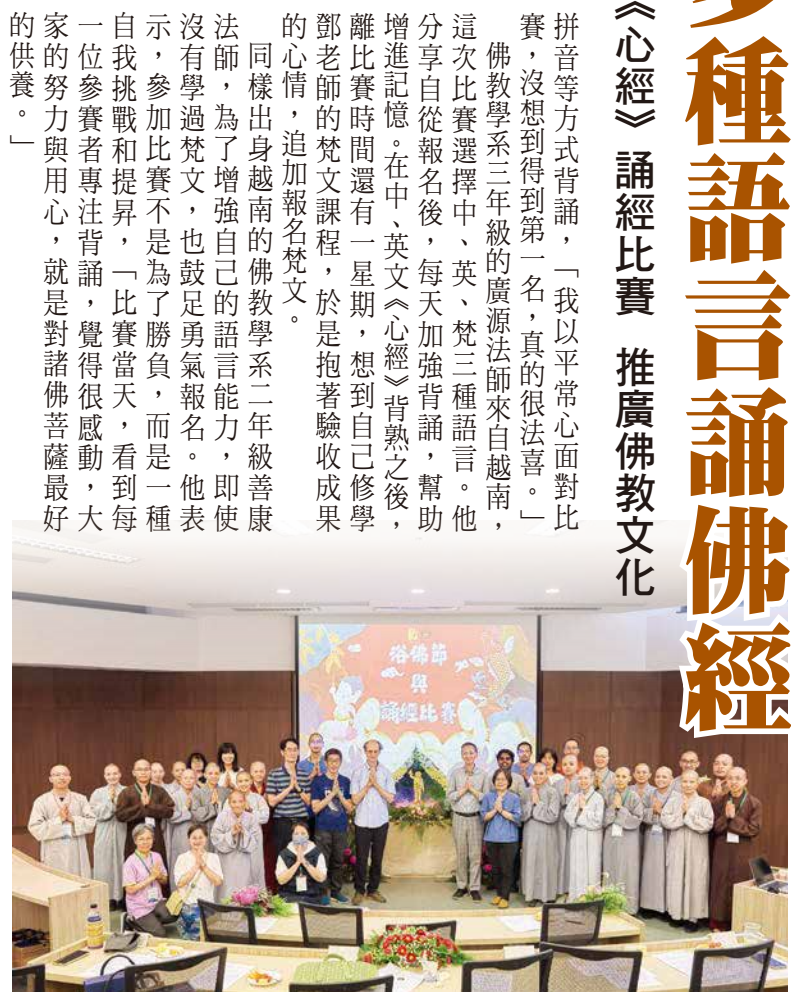 多種語言誦佛經
《心經》誦經比賽　推廣佛教文化
拼音等方式背誦，「我以平常心面對比
賽，沒想到得到第一名，真的很法喜。」
　　佛教學系三年級的廣源法師來自越南，
這次比賽選擇中、英、梵三種語言。他
分享自從報名後，每天加強背誦，幫助
增進記憶。在中、英文《心經》背熟之後，
離比賽時間還有一星期，想到自己修學
鄧老師的梵文課程，於是抱著驗收成果
的心情，追加報名梵文。
　　同樣出身越南的佛教學系二年級善康
法師，為了增強自己的語言能力，即使
沒有學過梵文，也鼓足勇氣報名。他表
示，參加比賽不是為了勝負，而是一種
自我挑戰和提昇，「比賽當天，看到每
一位參賽者專注背誦，覺得很感動，大
家的努力與用心，就是對諸佛菩薩最好
的供養。」
浴佛節
與
誦經比賽